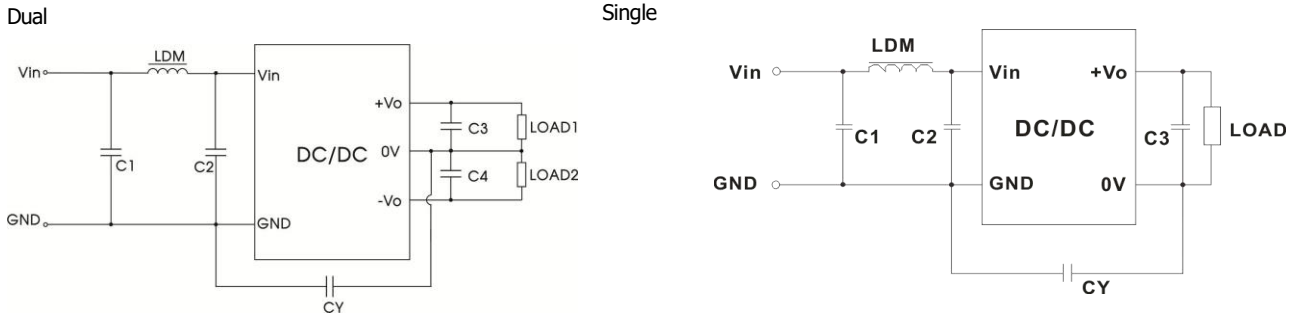 Dual
LDM
Vin
Vin
C1
C2
+Vo
C3
LOAD1
DC/DC
0V
C4
LOAD2
-Vo
GND
GND
CY
Single
LDM
Vin
Vin
+Vo
C1
C2
DC/DC
C3
LOAD
GND
GND
0V
CY